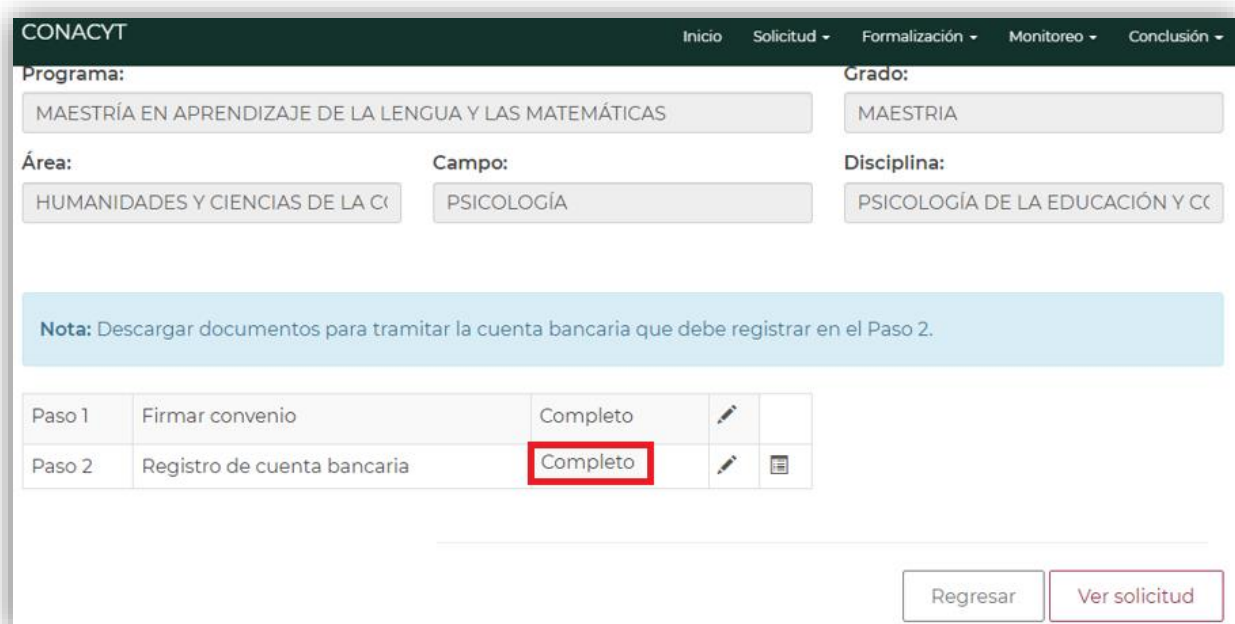 CONACYT
Inicio Solicitud Formalización Monitoreo Conclusión
Programa: Grado:
MAESTRÍA EN APRENDIZAJE DE LA LENGUA Y LAS MATEMÁTICAS MAESTRIA
Área: Campo: Disciplina:
HUMANIDADES Y CIENCIAS DE LA CO PSICOLOGÍA PSICOLOGÍA DE LA EDUCACIÓN Y CO
Nota: Descargar documentos para tramitar la cuenta bancaria que debe registrar en el Paso 2.
Paso 1 Firmar convenio Completo
Paso 2 Registro de cuenta bancaria Completo
Regresar Ver solicitud